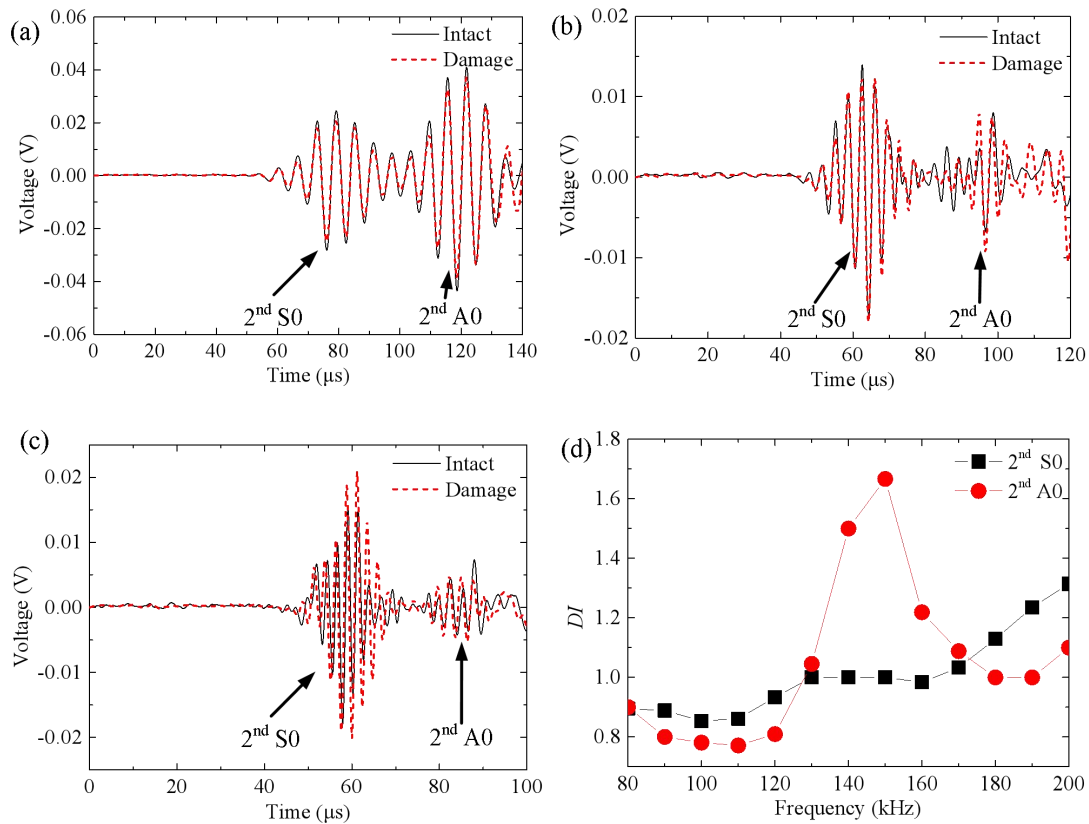 (a)
Intact
Damage
0.06
0.04
0.02
0.00
-0.02
-0.04
-0.06
Voltage (V)
2nd S0
2nd A0
0 20 40 60 80 100 120 140
Time (μs)
(b)
Intact
Damage
0.02
0.01
0.00
-0.01
-0.02
Voltage (V)
2nd S0
2nd A0
0 20 40 60 80 100 120
Time (μs)
(c)
Intact
Damage
0.02
0.01
0.00
-0.01
-0.02
Voltage (V)
2nd S0
2nd A0
0 20 40 60 80 100
Time (μs)
(d)
2nd S0
2nd A0
1.8
1.6
1.4
1.2
1.0
0.8
DI
80 100 120 140 160 180 200
Frequency (kHz)